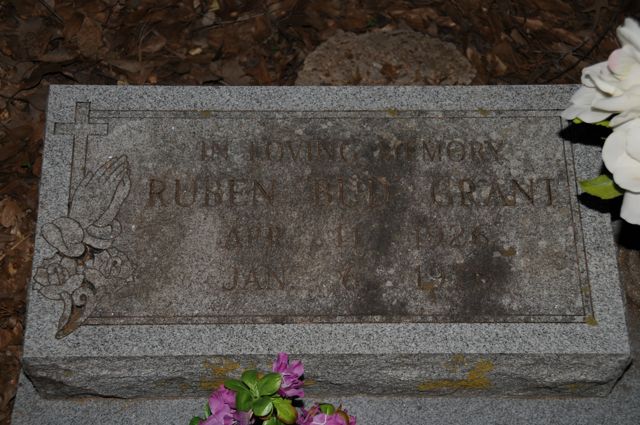 IN LOVING MEMORY
RUBEN BUD GRANT
APR. 11, 1926
JAN. 6,